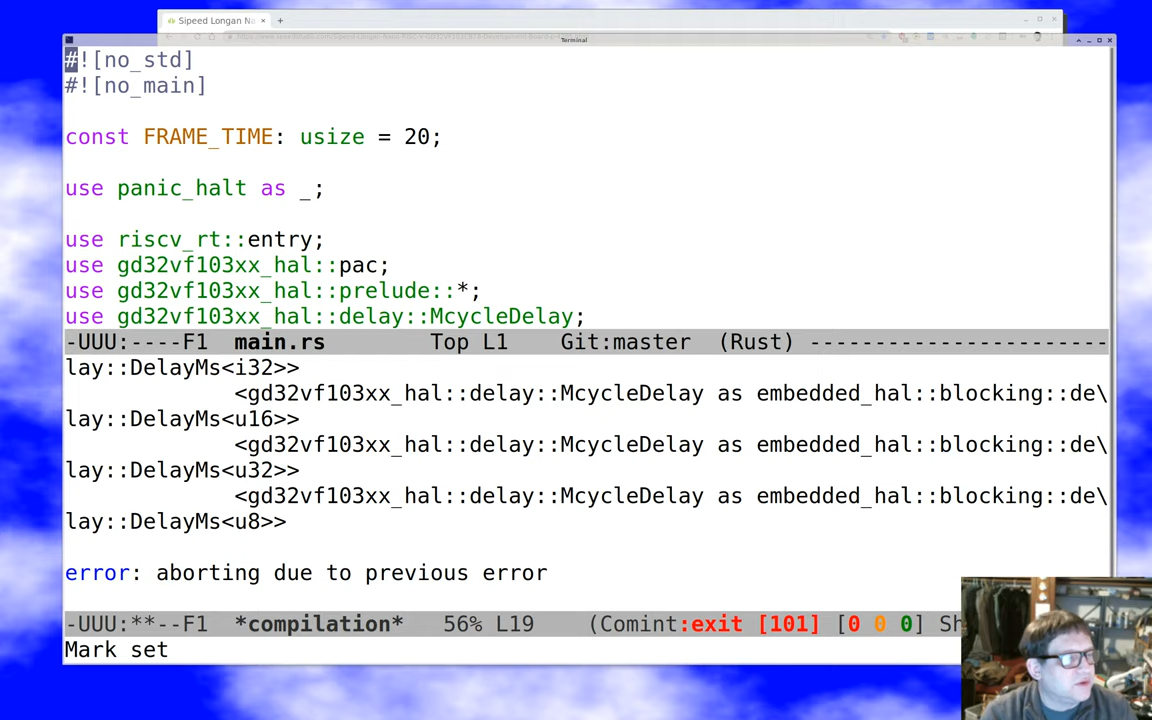 Sipeed Longan Na
Terminal
#![no_std]
#![no_main]
const FRAME_TIME: usize = 20;
use panic_halt as _;
use riscv_rt::entry;
use gd32vf103xx_hal::pac;
use gd32vf103xx_hal::prelude::*;
use gd32vf103xx_hal::delay::McycleDelay;
-UUU:----F1  main.rs        Top L1    Git:master  (Rust) -----------------------
lay::DelayMs<i32>>
<gd32vf103xx_hal::delay::McycleDelay as embedded_hal::blocking::de\
lay::DelayMs<u16>>
<gd32vf103xx_hal::delay::McycleDelay as embedded_hal::blocking::de\
lay::DelayMs<u32>>
<gd32vf103xx_hal::delay::McycleDelay as embedded_hal::blocking::de\
lay::DelayMs<u8>>
error: aborting due to previous error
-UUU:**--F1  *compilation*   56% L19    (Comint:exit [101] [0 0 0] Sh
Mark set